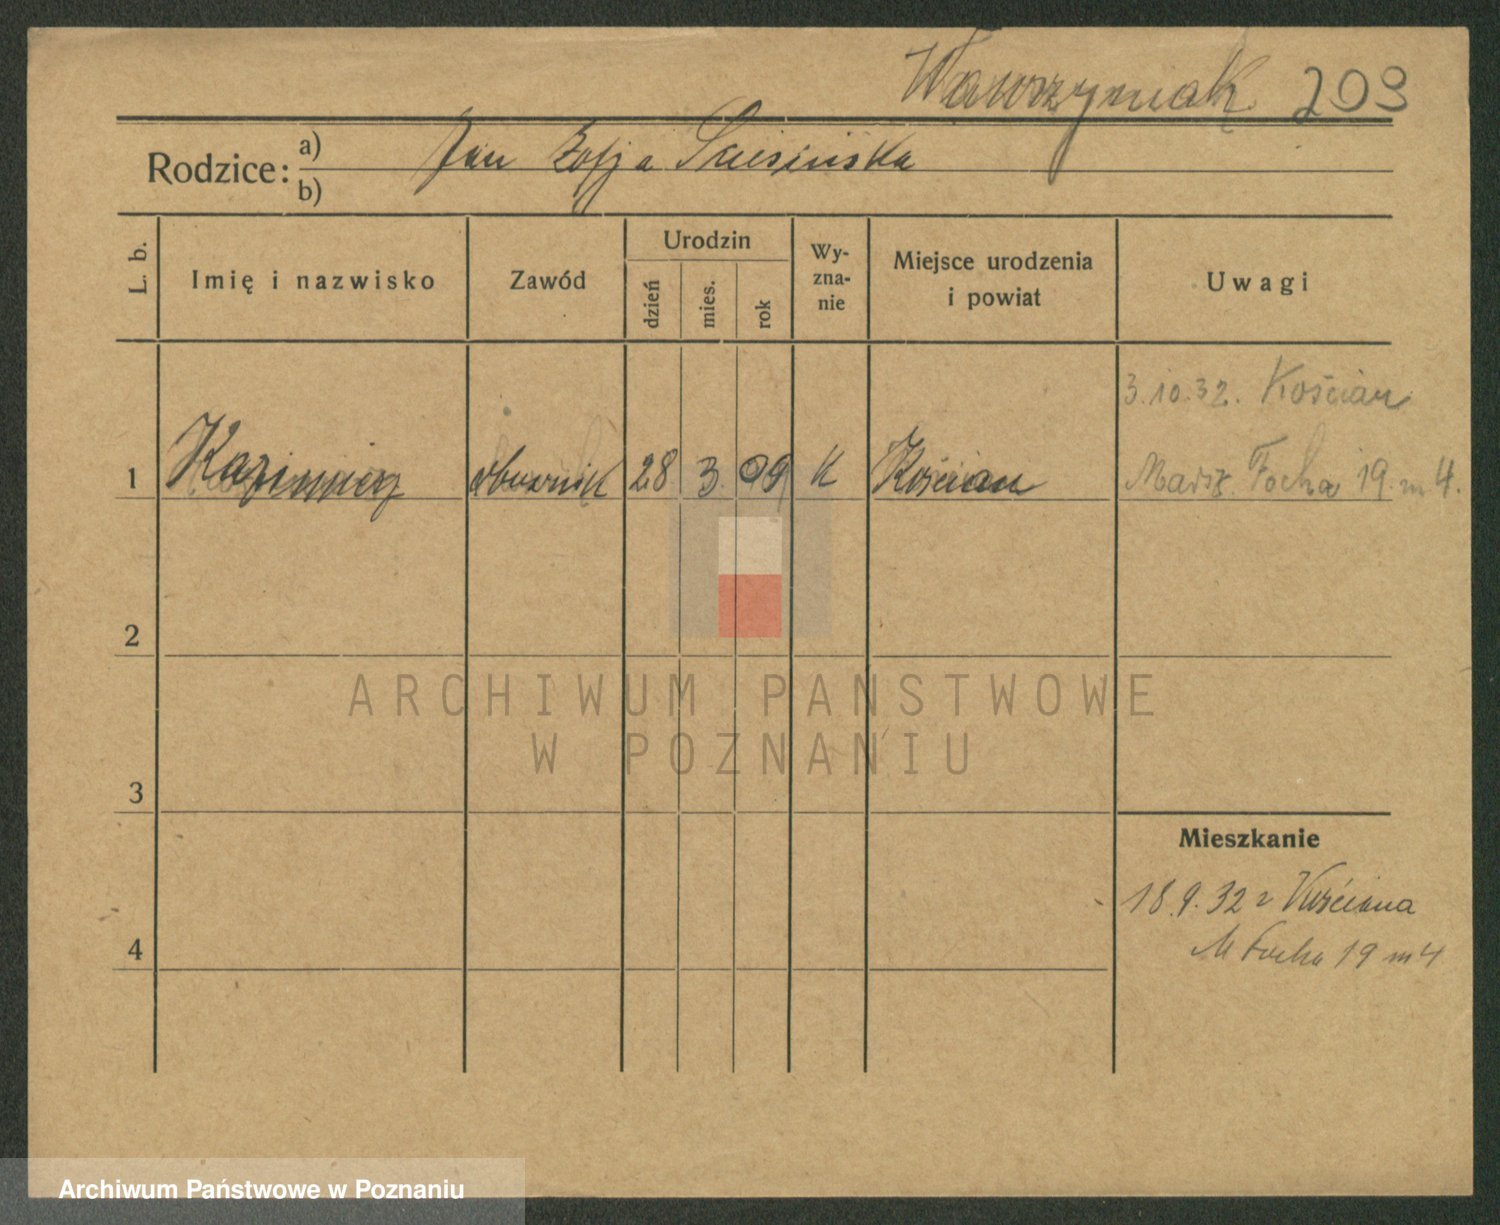 Wawrzyniak 209
Rodzice: a) Jan Zofja
b)
L. b.
Imię i nazwisko
Zawód
Urodzin
dzień
mies.
rok
Wy-
zna-
nie
Miejsce urodzenia
i powiat
Uwagi
3.10.32. Kościan
1 Kazimierz 28 3. 09 K Kościan Marsz. Focha 19. m 4.
2
3
4
Mieszkanie
18.9.32 z Kościana
M Focha 19 m 4
ARCHIWUM PAŃSTWOWE
W POZNANIU
Archiwum Państwowe w Poznaniu